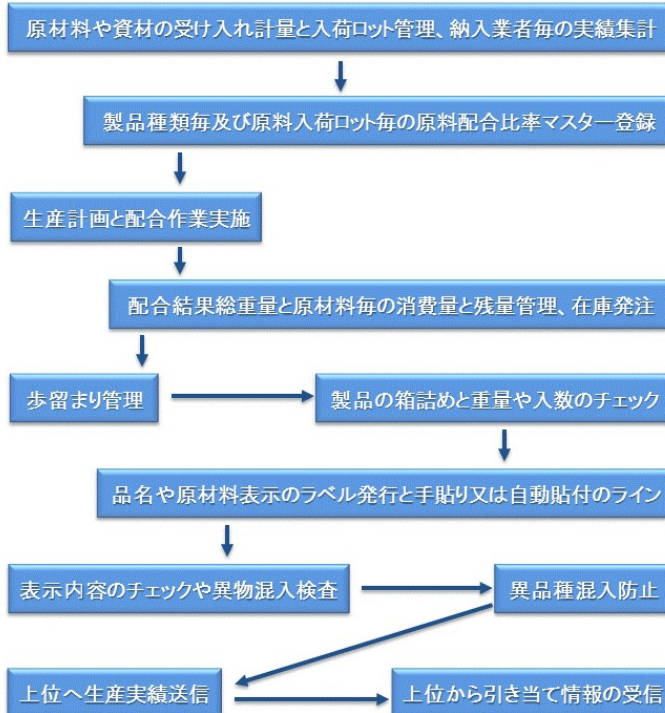 原材料や資材の受け入れ計量と入荷ロット管理、納入業者毎の実績集計
製品種類毎及び原料入荷ロット毎の原料配合比率マスター登録
生産計画と配合作業実施
配合結果総重量と原材料毎の消費量と残量管理、在庫発注
歩留まり管理
製品の箱詰めと重量や入数のチェック
品名や原材料表示のラベル発行と手貼り又は自動貼付のライン
表示内容のチェックや異物混入検査
異品種混入防止
上位へ生産実績送信
上位から引き当て情報の受信